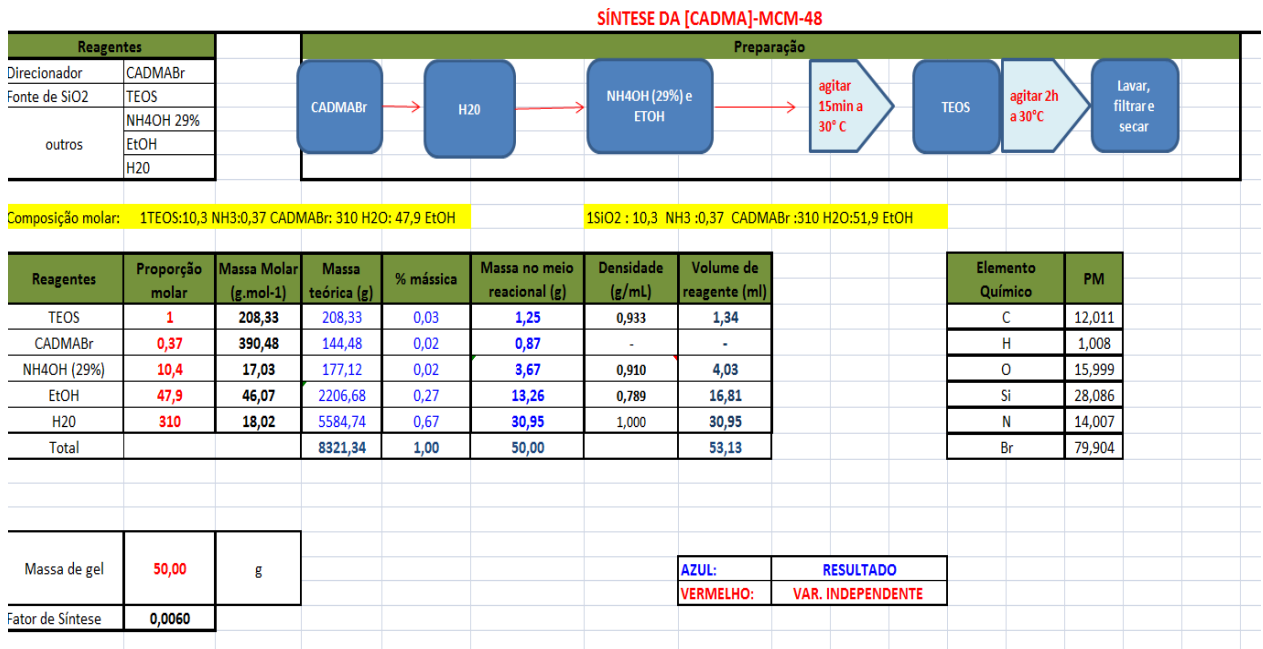 SÍNTESE DA [CADMA]-MCM-48
Reagentes
Preparação
Direcionador CADMABr
Fonte de SiO2 TEOS
outros
NH4OH 29%
EtOH
H20
CADMABr
H20
NH4OH (29%) e
ETOH
agitar
15min a
30° C
TEOS
agitar 2h
a 30°C
Lavar,
filtrar e
secar
Composição molar: 1TEOS:10,3 NH3:0,37 CADMABr: 310 H2O: 47,9 EtOH
1SiO2 : 10,3 NH3 :0,37 CADMABr :310 H2O:51,9 EtOH
Reagentes Proporção molar Massa Molar (g.mol-1) Massa teórica (g) % mássica Massa no meio reacional (g) Densidade (g/mL) Volume de reagente (ml)
TEOS 1 208,33 208,33 0,03 1,25 0,933 1,34
CADMABr 0,37 390,48 144,48 0,02 0,87 - -
NH4OH (29%) 10,4 17,03 177,12 0,02 3,67 0,910 4,03
EtOH 47,9 46,07 2206,68 0,27 13,26 0,789 16,81
H20 310 18,02 5584,74 0,67 30,95 1,000 30,95
Total 8321,34 1,00 50,00 53,13
Elemento Químico PM
C 12,011
H 1,008
O 15,999
Si 28,086
N 14,007
Br 79,904
Massa de gel 50,00 g
Fator de Síntese 0,0060
AZUL: RESULTADO
VERMELHO: VAR. INDEPENDENTE